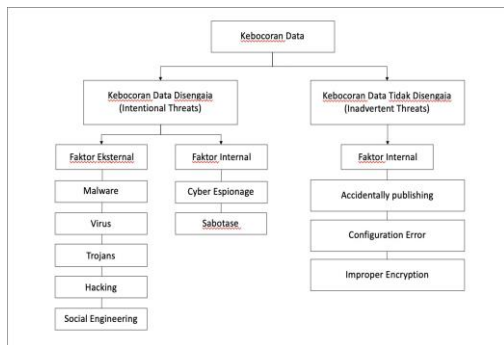 Kebocoran Data
Kebocoran Data Disengaja
(Intentional Threats)
Kebocoran Data Tidak Disengaja
(Inadvertent Threats)
Faktor Eksternal
Faktor Internal
Faktor Internal
Malware
Cyber Espionage
Accidentally publishing
Virus
Sabotase
Configuration Error
Trojans
Improper Encryption
Hacking
Social Engineering